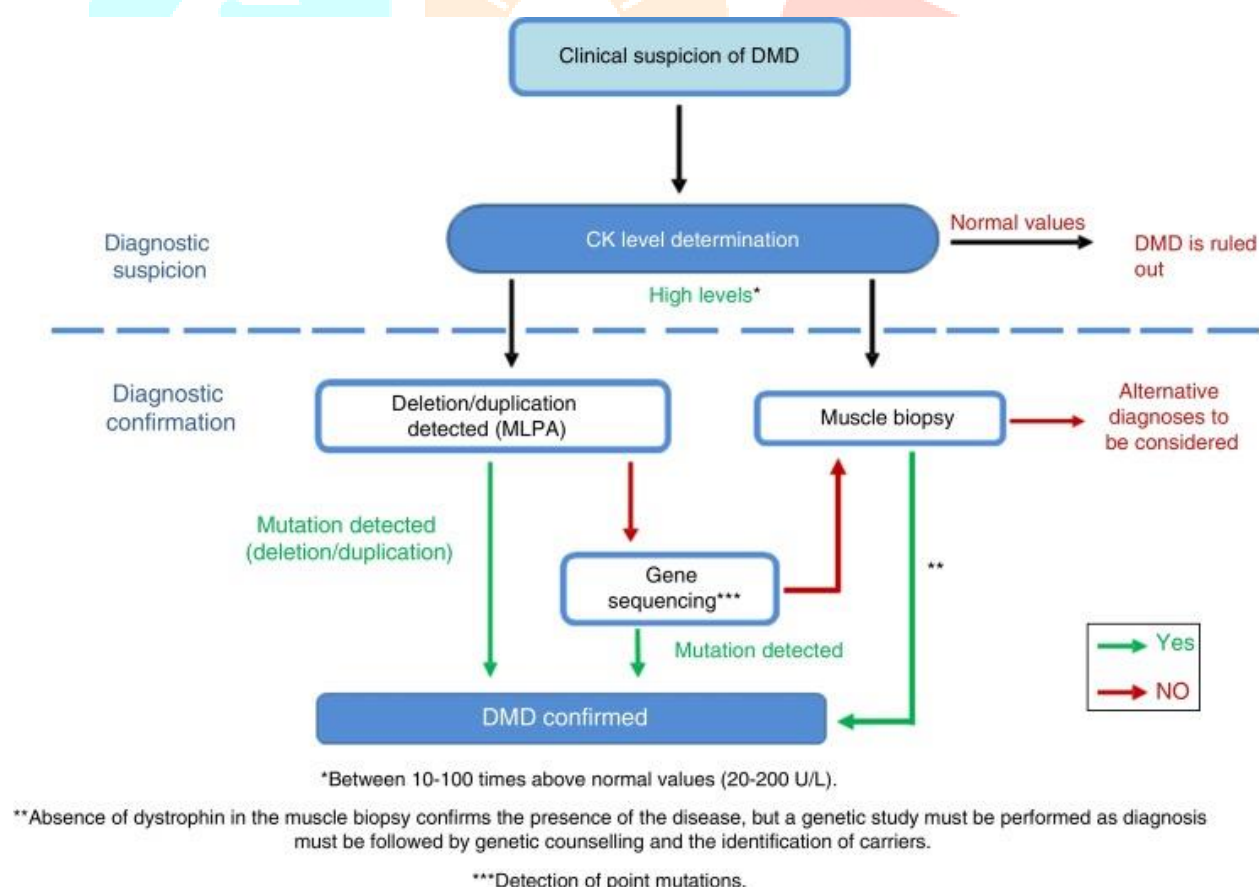 Clinical suspicion of DMD
CK level determination
Normal values
DMD is ruled
out
Diagnostic
suspicion
High levels*
Diagnostic
confirmation
Deletion/duplication
detected (MLPA)
Muscle biopsy
Alternative
diagnoses to
be considered
Mutation detected
(deletion/duplication)
Gene
sequencing***
**
Mutation detected
Yes
NO
DMD confirmed
*Between 10-100 times above normal values (20-200 U/L).
**Absence of dystrophin in the muscle biopsy confirms the presence of the disease, but a genetic study must be performed as diagnosis
must be followed by genetic counselling and the identification of carriers.
***Detection of point mutations.